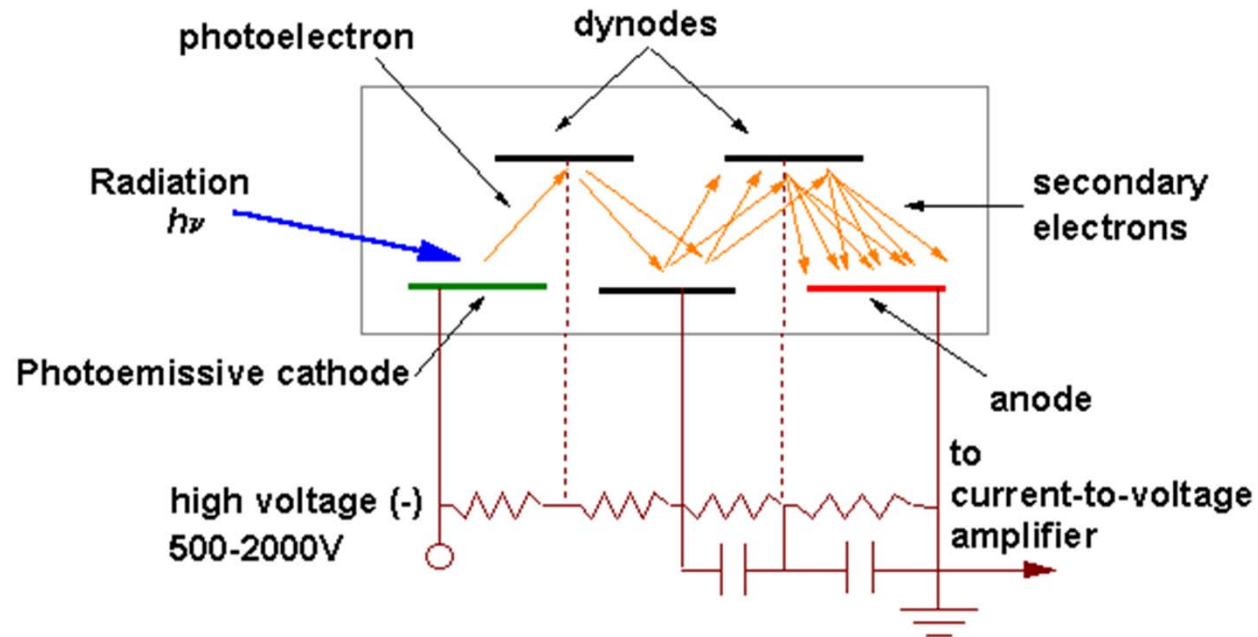 photoelectron
dynodes
Radiation
hν
secondary
electrons
Photoemissive cathode
anode
high voltage (-)
500-2000V
to
current-to-voltage
amplifier